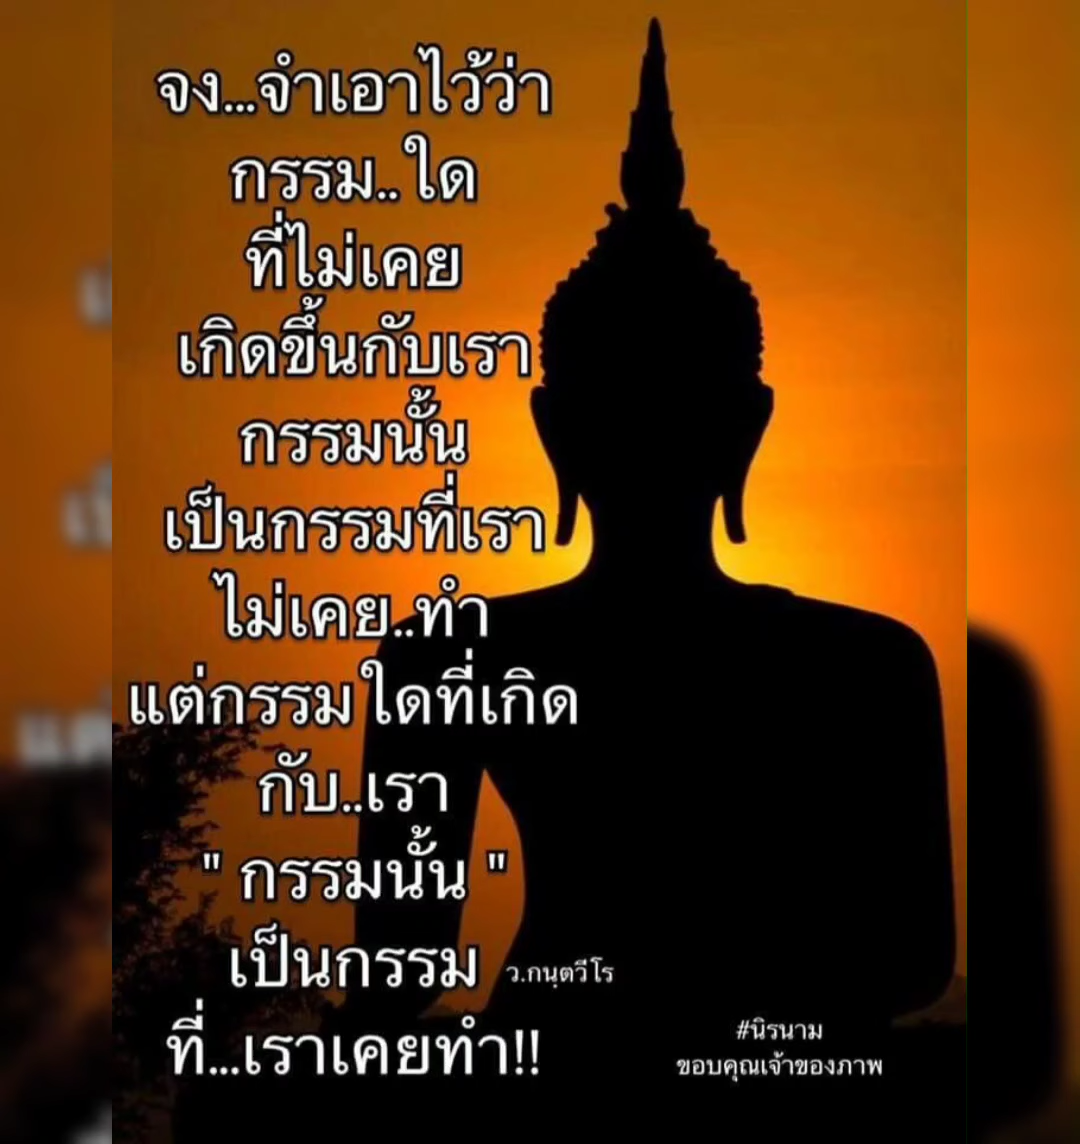 จง...จำเอาไว้ว่า
กรรม..ใด
ที่ไม่เคย
เกิดขึ้นกับเรา
กรรมนั้น
เป็นกรรมที่เรา
ไม่เคย..ทำ
แต่กรรมใดที่เกิด
กับ..เรา
" กรรมนั้น "
เป็นกรรม
ว.กนฺตวีโร
ที่...เราเคยทำ!!
#นิรนาม
ขอบคุณเจ้าของภาพ